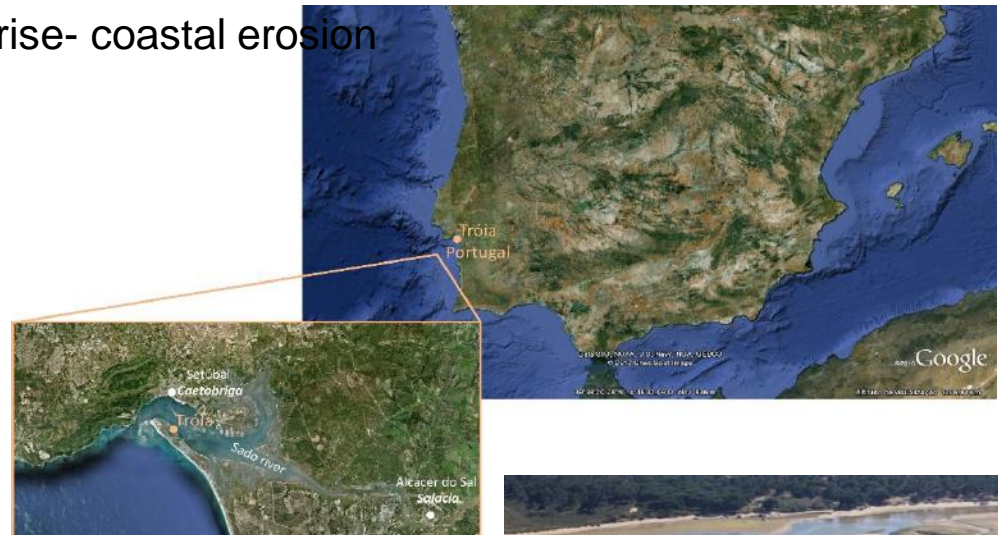 rise- coastal erosion
Tróia
Portugal
Google
Setúbal
Caetobriga
Tróia
Sado river
Alcácer do Sal
Salacia